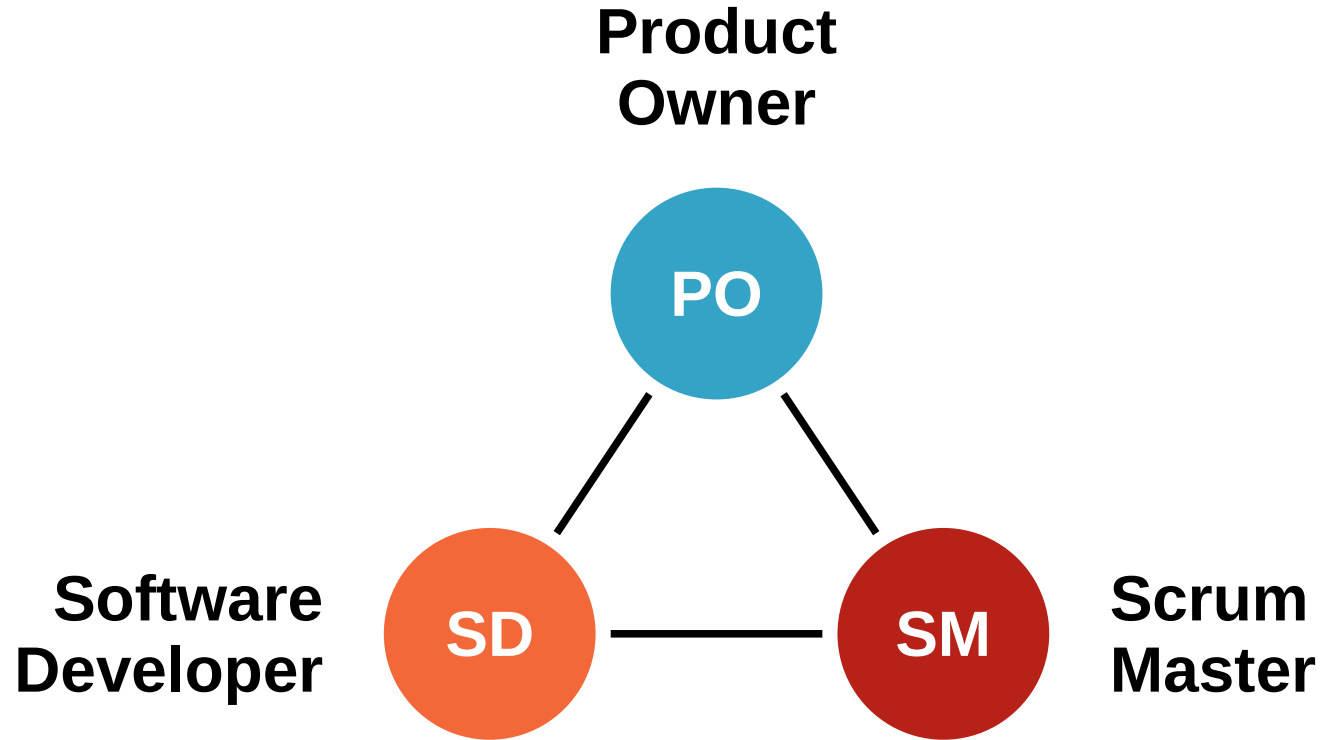 Product
Owner
PO
Software
Developer
SD
SM
Scrum
Master